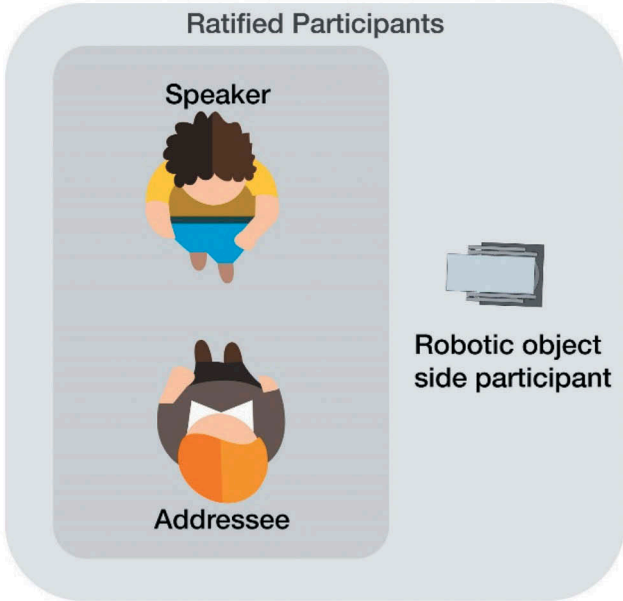 Ratified Participants
Speaker
Robotic object
side participant
Addressee